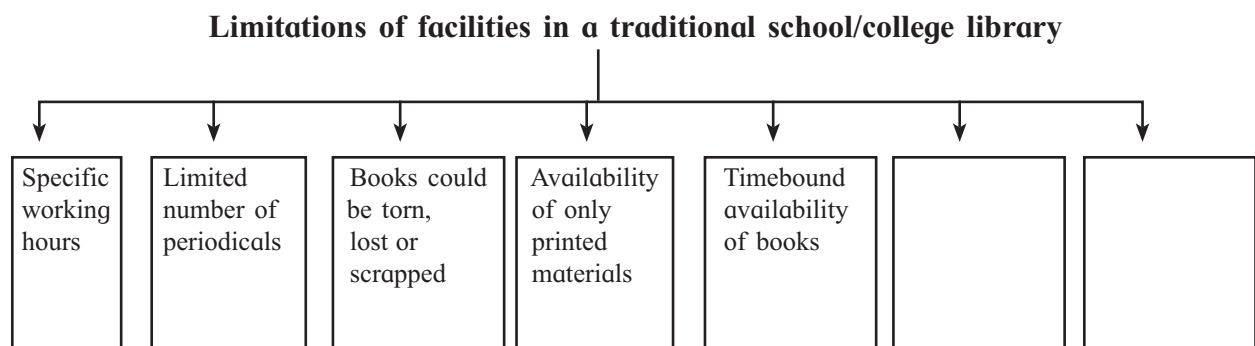 Limitations of facilities in a traditional school/college library
Specific
working
hours
Limited
number of
periodicals
Books could
be torn,
lost or
scrapped
Availability
of only
printed
materials
Timebound
availability
of books